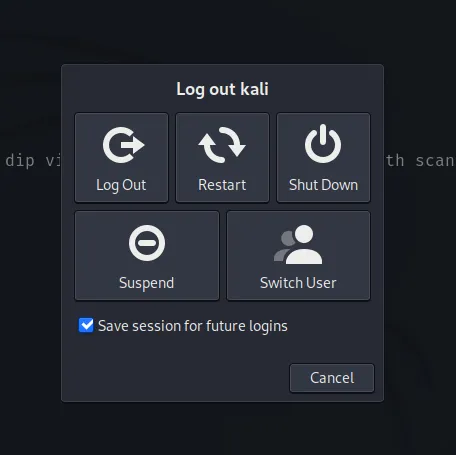 Log out kali
dip vi th scan
Log Out Restart Shut Down
Suspend Switch User
Save session for future logins
Cancel